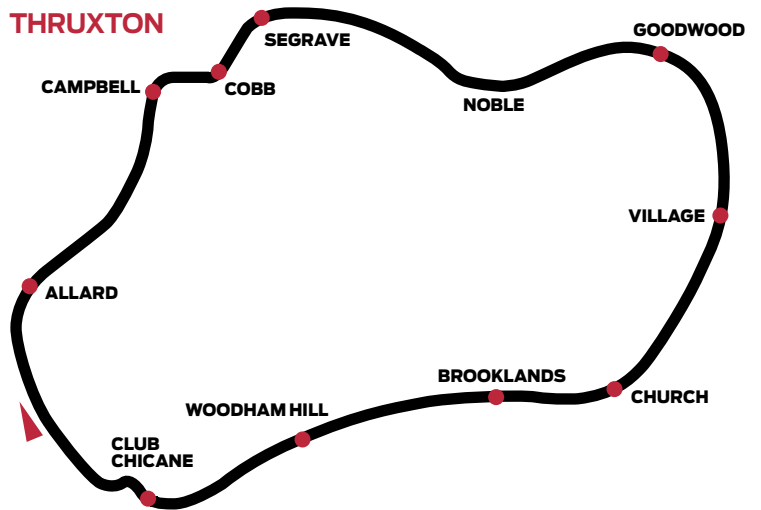 THRUXTON
SEGRAVE
GOODWOOD
CAMPBELL
COBB
NOBLE
VILLAGE
ALLARD
BROOKLANDS
CHURCH
WOODHAM HILL
CLUB
CHICANE